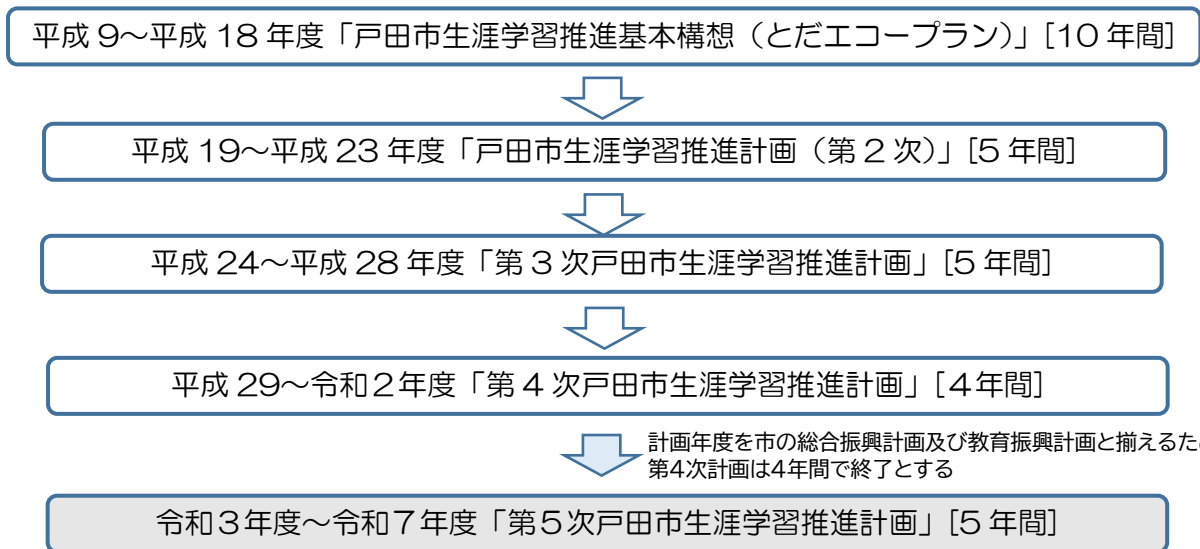 平成 9～平成 18 年度「戸田市生涯学習推進基本構想（とだエコープラン）」[10 年間]
平成 19～平成 23 年度「戸田市生涯学習推進計画（第 2 次）」[5 年間]
平成 24～平成 28 年度「第 3 次戸田市生涯学習推進計画」[5 年間]
平成 29～令和２年度「第 4 次戸田市生涯学習推進計画」[４年間]
計画年度を市の総合振興計画及び教育振興計画と揃えるた
第4次計画は4年間で終了とする
令和３年度～令和７年度「第５次戸田市生涯学習推進計画」[５年間]